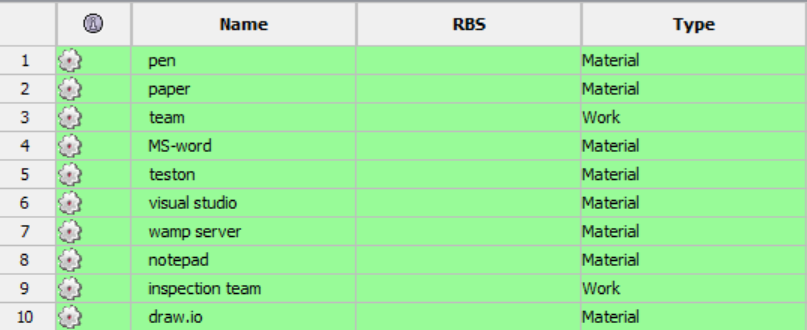 Name RBS Type
1 pen Material
2 paper Material
3 team Work
4 MS-word Material
5 teston Material
6 visual studio Material
7 wamp server Material
8 notepad Material
9 inspection team Work
10 draw.io Material